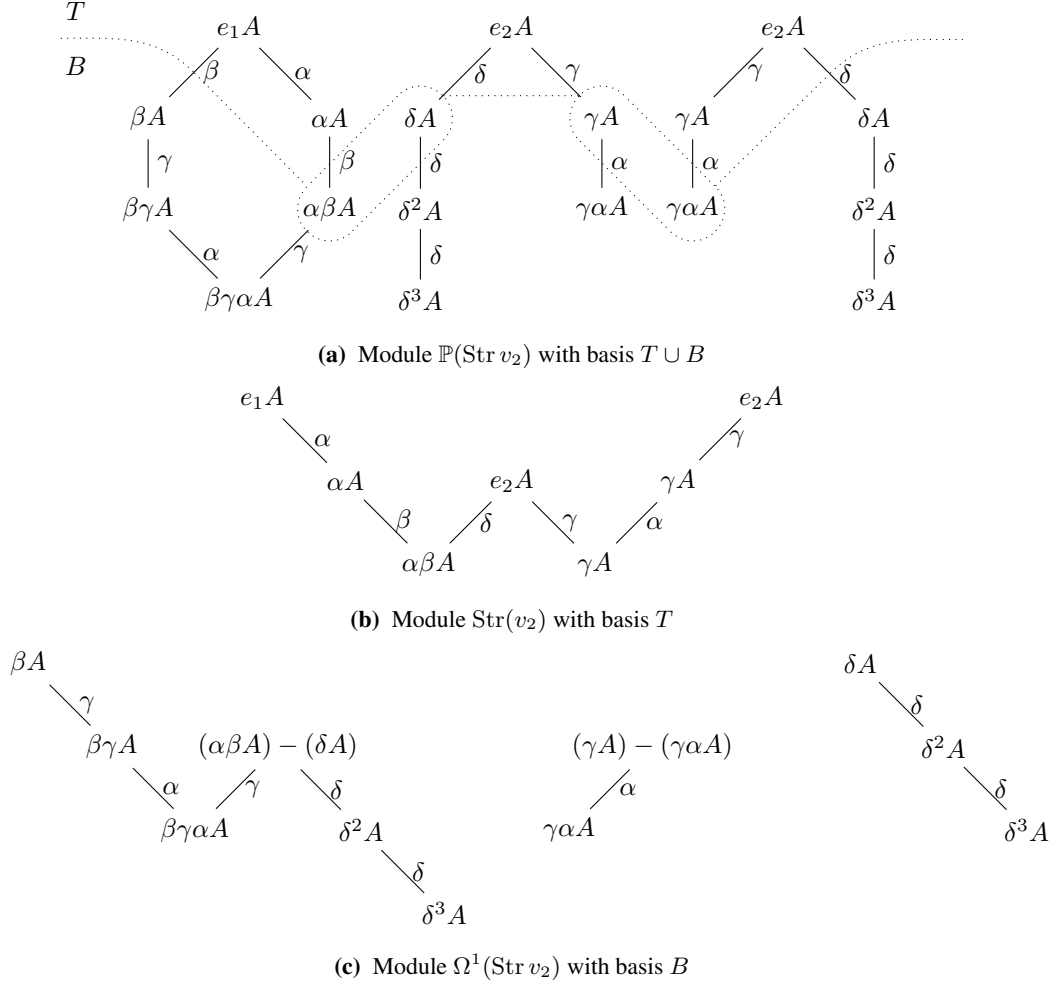 T
e₁A e₂A e₂A
B
β α δ γ γ δ
βA αA δA γA γA δA
γ β δ α α δ
βγA αβA δ²A γαA γαA δ²A
α γ δ δ
βγαA δ³A δ³A
(a) Module ℙ(Str v₂) with basis T ∪ B
e₁A e₂A
α γ
αA e₂A γA
β δ γ α
αβA γA
(b) Module Str(v₂) with basis T
βA δA
γ δ
βγA (αβA) − (δA) (γA) − (γαA) δ²A
α γ δ α δ
βγαA δ²A γαA δ³A
δ
δ³A
(c) Module Ω¹(Str v₂) with basis B